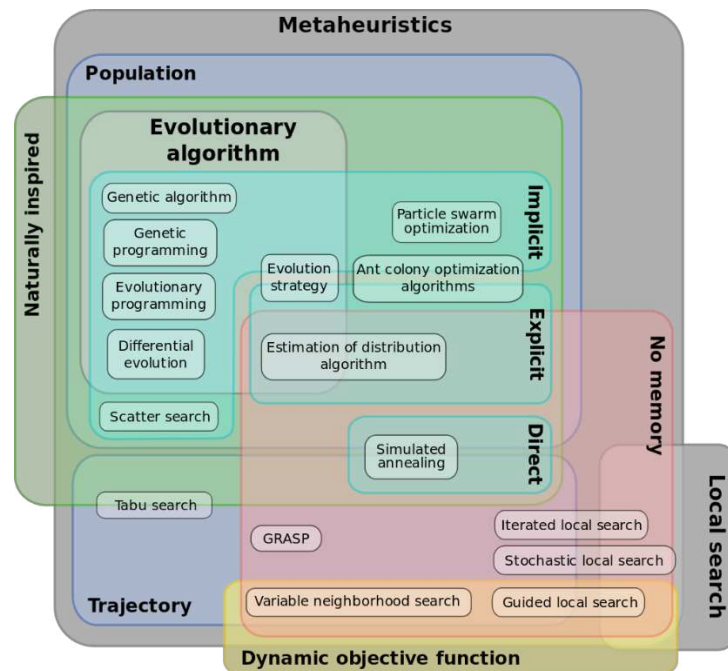 Metaheuristics
Population
Naturally inspired
Evolutionary
algorithm
Implicit
Genetic algorithm
Particle swarm
optimization
Genetic
programming
Evolution
strategy
Ant colony optimization
algorithms
Evolutionary
programming
Explicit
No memory
Differential
evolution
Estimation of distribution
algorithm
Scatter search
Direct
Simulated
annealing
Local search
Tabu search
Iterated local search
GRASP
Stochastic local search
Trajectory
Variable neighborhood search
Guided local search
Dynamic objective function